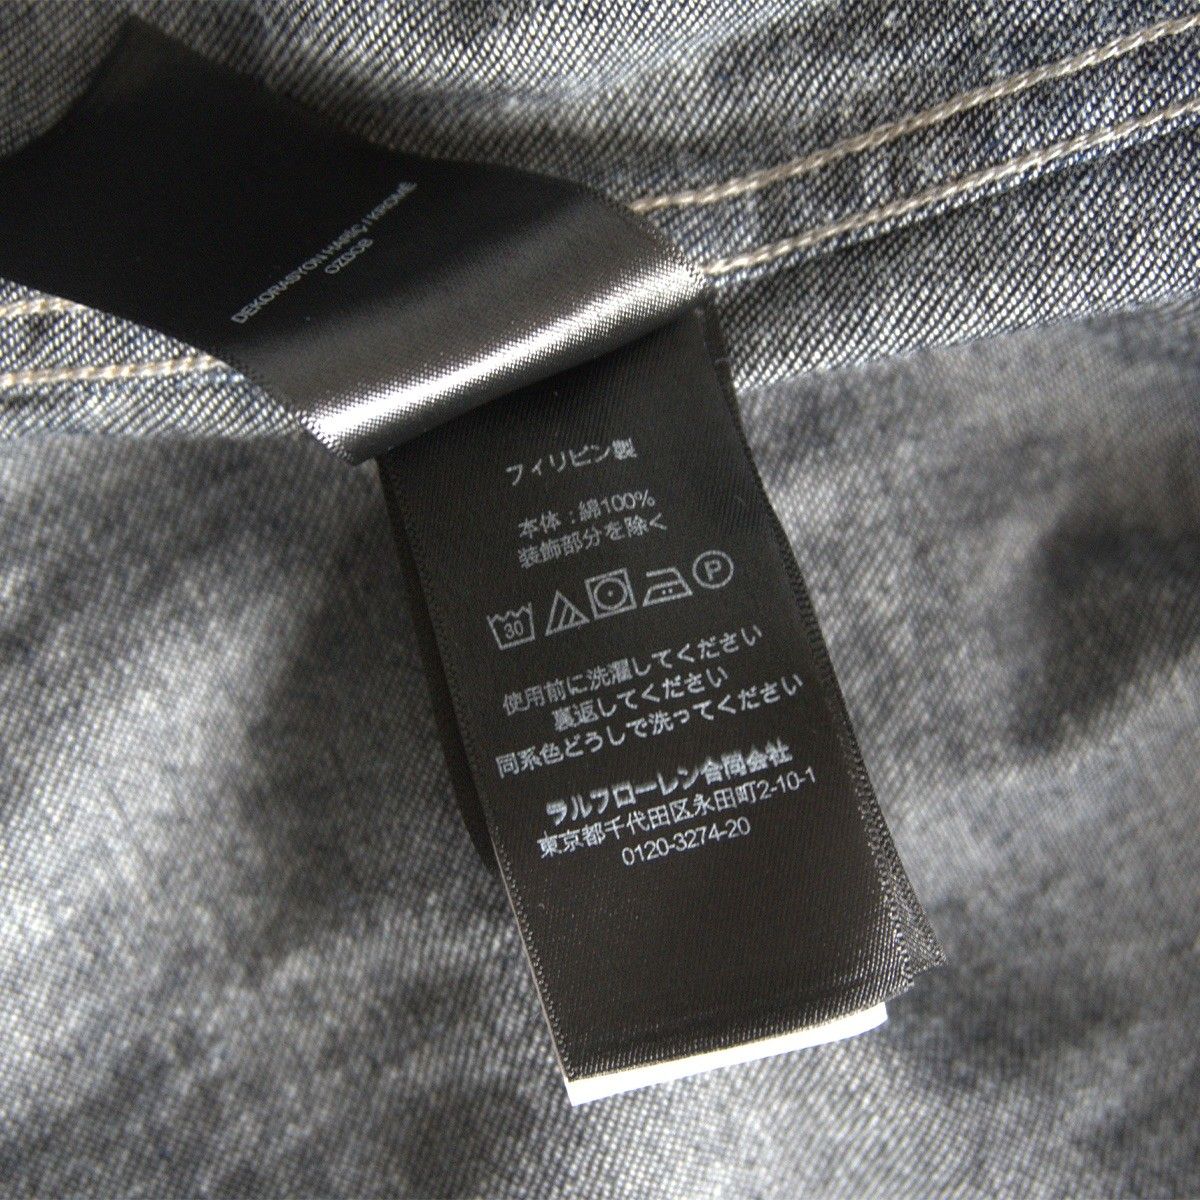 DEKORASYON HARİÇ / KIRONE
フィリピン製
本体 : 綿100%
装飾部分を除く
30
P
使用前に洗濯してください
裏返してください
同系色どうしで洗ってください
ラルフローレン合同会社
東京都千代田区永田町2-10-1
0120-3274-20